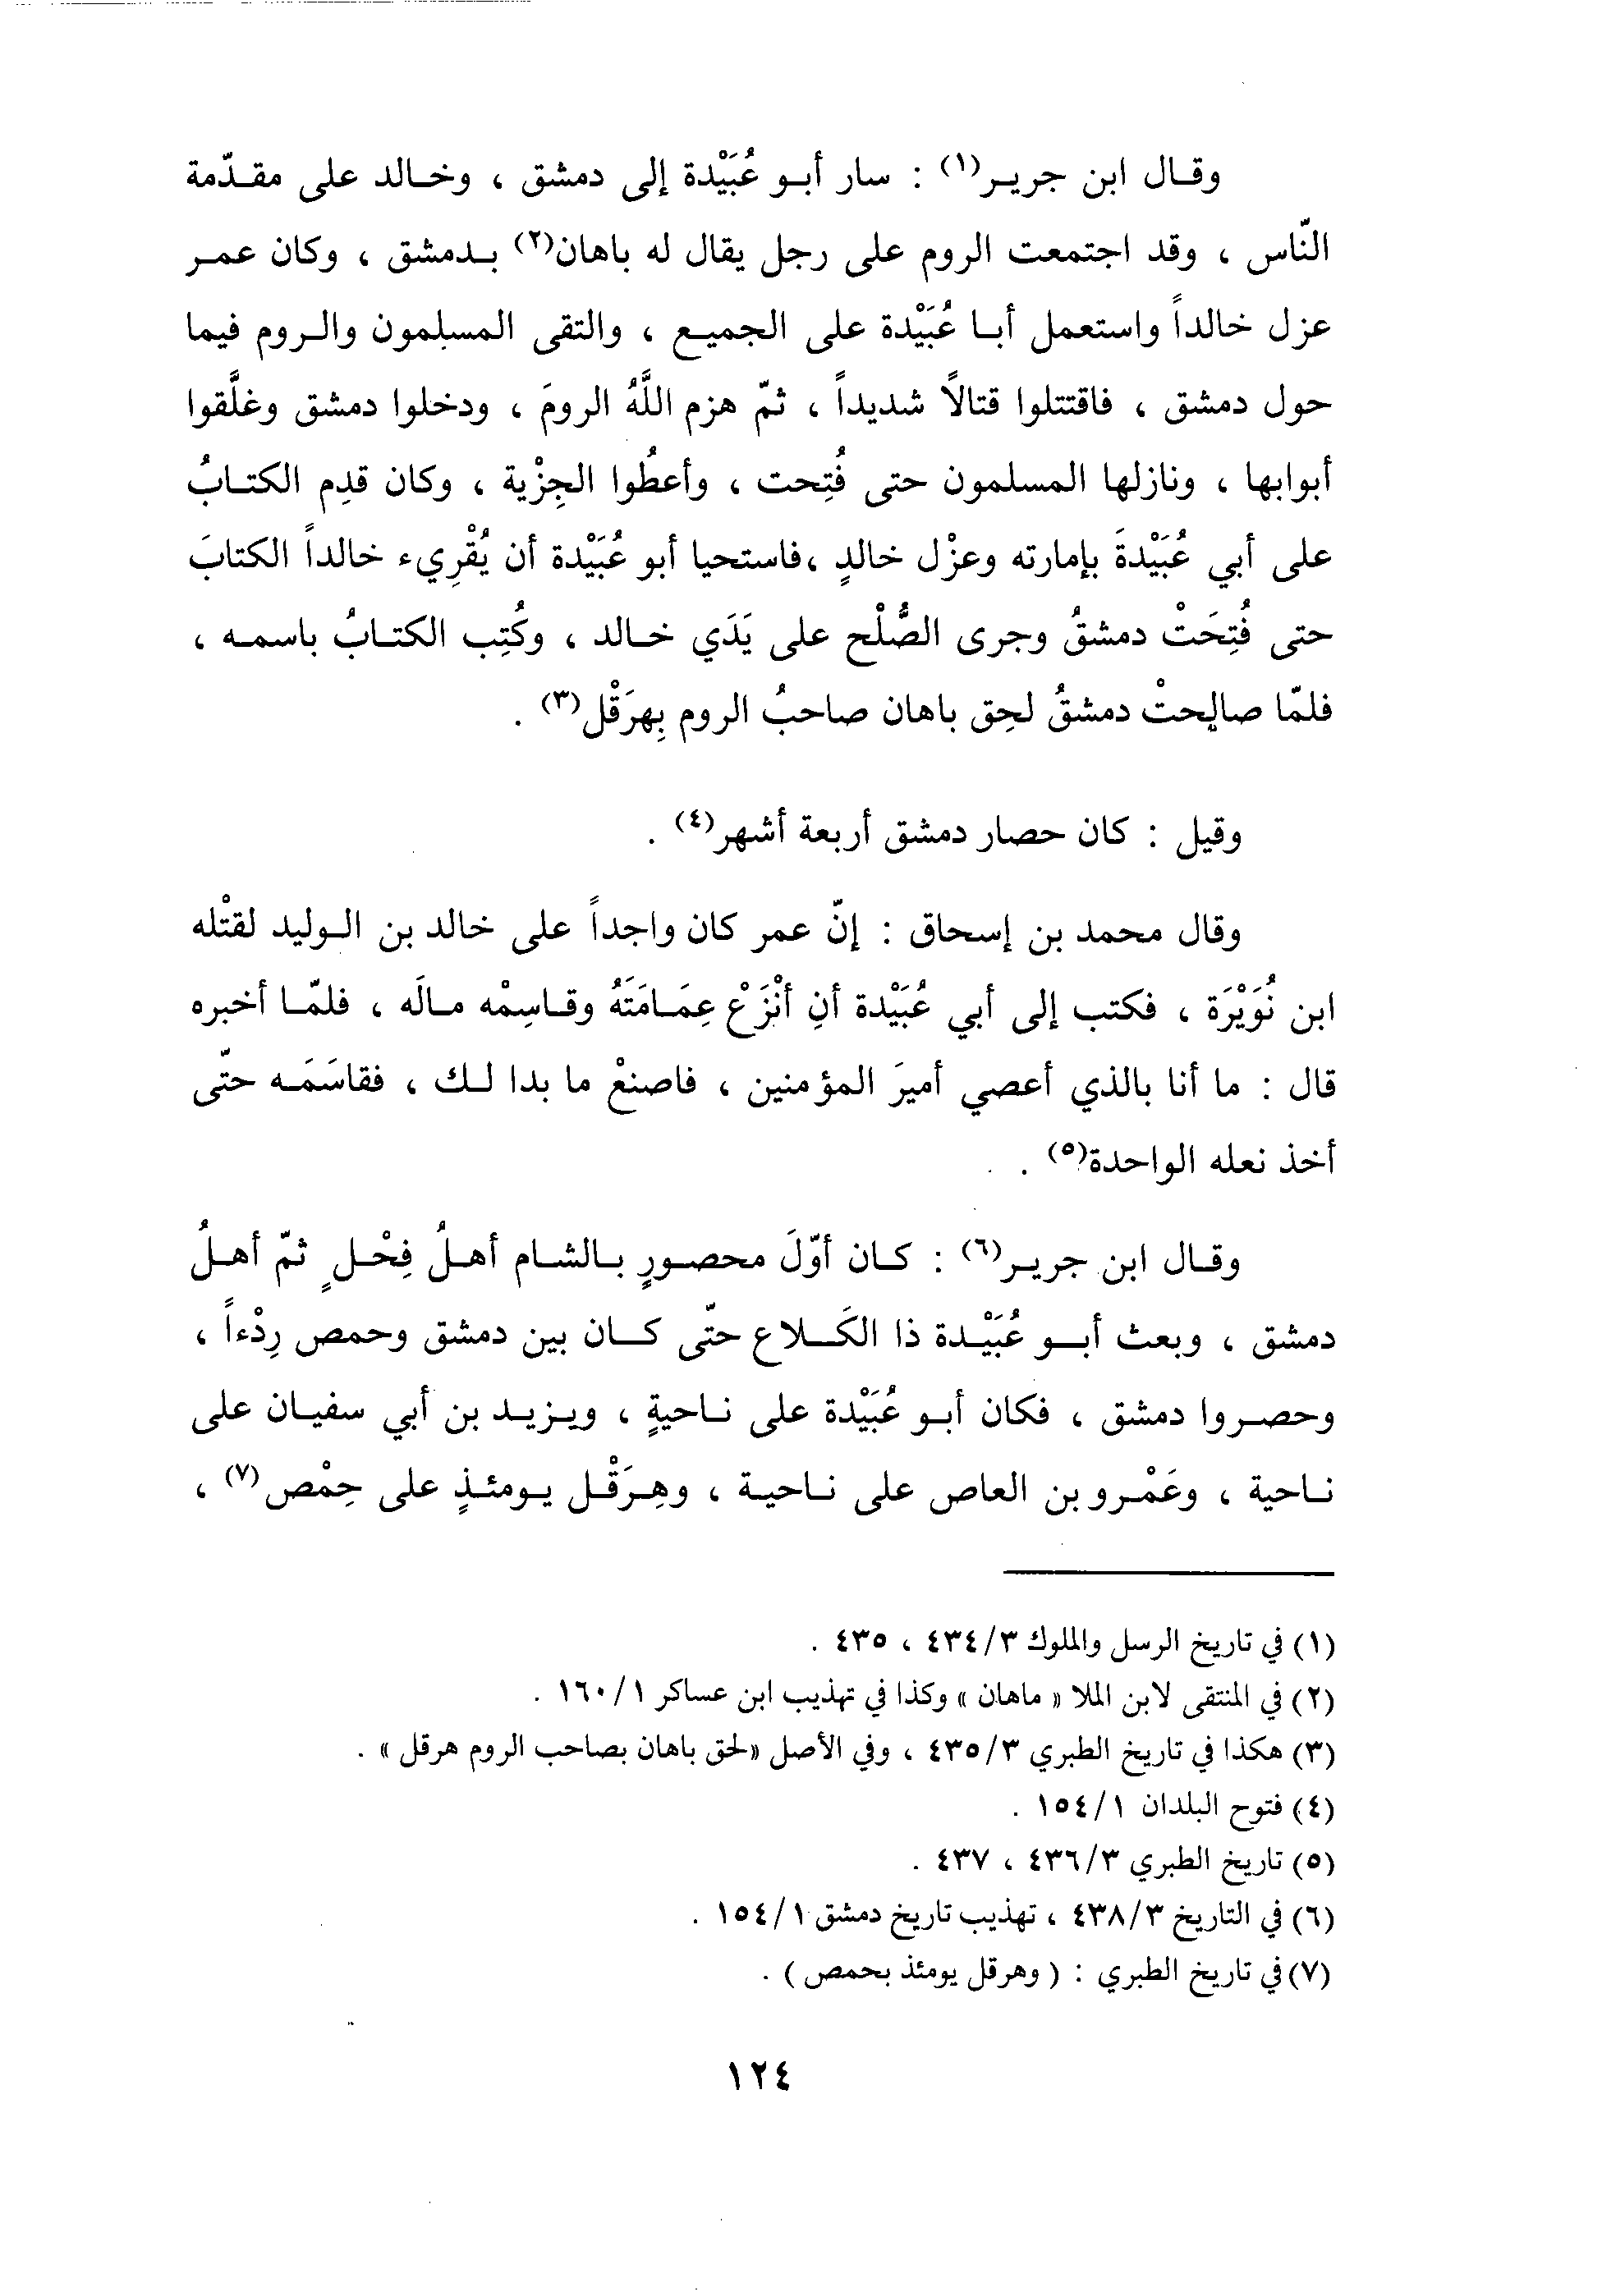 وقال ابن جرير(١) : سار أبو عُبَيْدة إلى دمشق ، وخالد على مقدّمة
النّاس ، وقد اجتمعت الروم على رجل يقال له باهان(٢) بدمشق ، وكان عمر
عزل خالداً واستعمل أبا عُبَيْدة على الجميع ، والتقى المسلمون والروم فيما
حول دمشق ، فاقتتلوا قتالاً شديداً ، ثمّ هزم اللَّهُ الرومَ ، ودخلوا دمشق وغلَّقوا
أبوابها ، ونازلها المسلمون حتى فُتِحت ، وأعطُوا الجِزْية ، وكان قدِم الكتابُ
على أبي عُبَيْدةَ بإمارته وعزْل خالدٍ ،فاستحيا أبو عُبَيْدة أن يُقْرِيء خالداً الكتابَ
حتى فُتِحَتْ دمشقُ وجرى الصُّلْح على يَدَي خالد ، وكُتِب الكتابُ باسمه ،
فلمّا صالحتْ دمشقُ لحِق باهان صاحبُ الروم بِهرَقْل(٣) .
وقيل : كان حصار دمشق أربعة أشهر(٤) .
وقال محمد بن إسحاق : إنّ عمر كان واجداً على خالد بن الوليد لقتْله
ابن نُوَيْرَة ، فكتب إلى أبي عُبَيْدة أنِ أنْزَعْ عِمَامَتَهُ وقاسِمْه مالَه ، فلمّا أخبره
قال : ما أنا بالذي أعصي أميرَ المؤمنين ، فاصنعْ ما بدا لك ، فقاسَمَه حتّى
أخذ نعله الواحدة(٥) .
وقال ابن جرير(٦) : كان أوّلَ محصورٍ بالشام أهلُ فِحْلٍ ثمّ أهلُ
دمشق ، وبعث أبو عُبَيْدة ذا الكَلاع حتّى كان بين دمشق وحمص رِدْءاً ،
وحصروا دمشق ، فكان أبو عُبَيْدة على ناحيةٍ ، ويزيد بن أبي سفيان على
ناحية ، وعَمْرو بن العاص على ناحية ، وهِرَقْل يومئذٍ على حِمْص(٧) ،
(١) في تاريخ الرسل والملوك ٣/٤٣٤ ، ٤٣٥ .
(٢) في المنتقى لابن الملا « ماهان » وكذا في تهذيب ابن عساكر ١/١٦٠ .
(٣) هكذا في تاريخ الطبري ٣/٤٣٥ ، وفي الأصل «لحق باهان بصاحب الروم هرقل » .
(٤) فتوح البلدان ١/١٥٤ .
(٥) تاريخ الطبري ٣/٤٣٦ ، ٤٣٧ .
(٦) في التاريخ ٣/٤٣٨ ، تهذيب تاريخ دمشق ١/١٥٤ .
(٧) في تاريخ الطبري : ( وهرقل يومئذ بحمص ) .
١٢٤